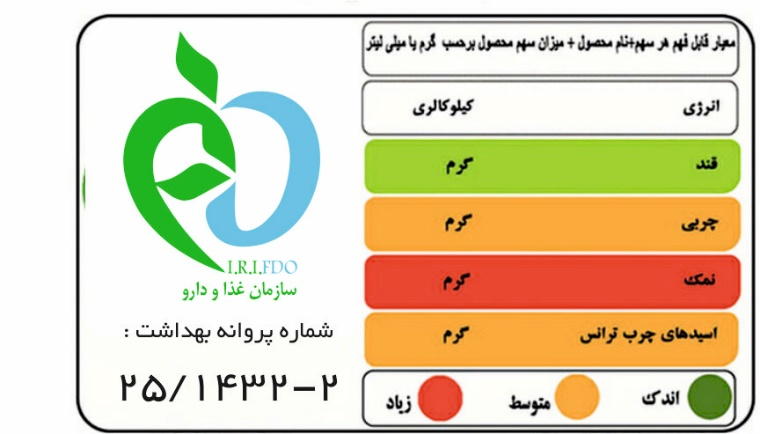 معیار قابل فهم هر سهم+نام محصول + میزان سهم محصول برحسب گرم یا میلی لیتر
انرژی کیلوکالری
قند گرم
چربی گرم
نمک گرم
اسیدهای چرب ترانس گرم
اندک متوسط زیاد
I.R.I.FDO
سازمان غذا و دارو
شماره پروانه بهداشت :
۲۵/۱۴۳۲-۲